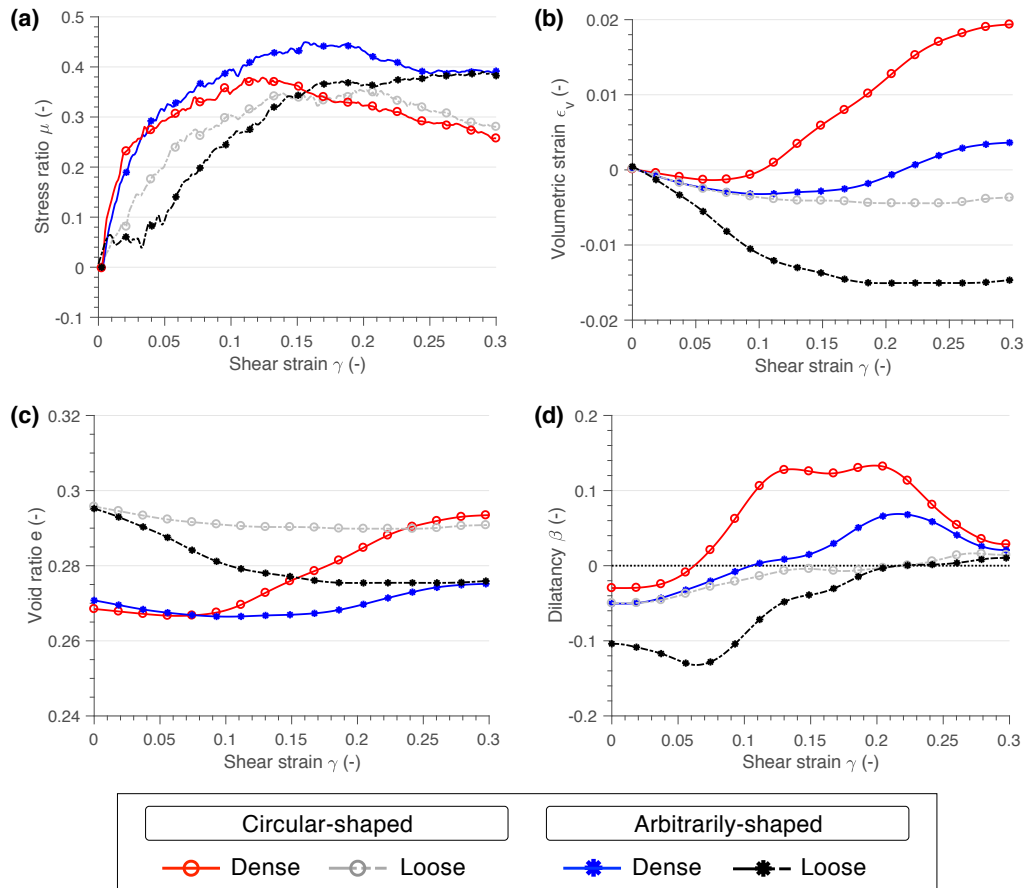 (a)
0.5
0.4
0.3
0.2
0.1
0
-0.1
Stress ratio μ (-)
0 0.05 0.1 0.15 0.2 0.25 0.3
Shear strain γ (-)
(b)
0.02
0.01
0
-0.01
-0.02
Volumetric strain ϵv (-)
0 0.05 0.1 0.15 0.2 0.25 0.3
Shear strain γ (-)
(c)
0.32
0.3
0.28
0.26
0.24
Void ratio e (-)
0 0.05 0.1 0.15 0.2 0.25 0.3
Shear strain γ (-)
(d)
0.2
0.1
0
-0.1
-0.2
Dilatancy β (-)
0 0.05 0.1 0.15 0.2 0.25 0.3
Shear strain γ (-)
Circular-shaped Arbitrarily-shaped
Dense Loose Dense Loose